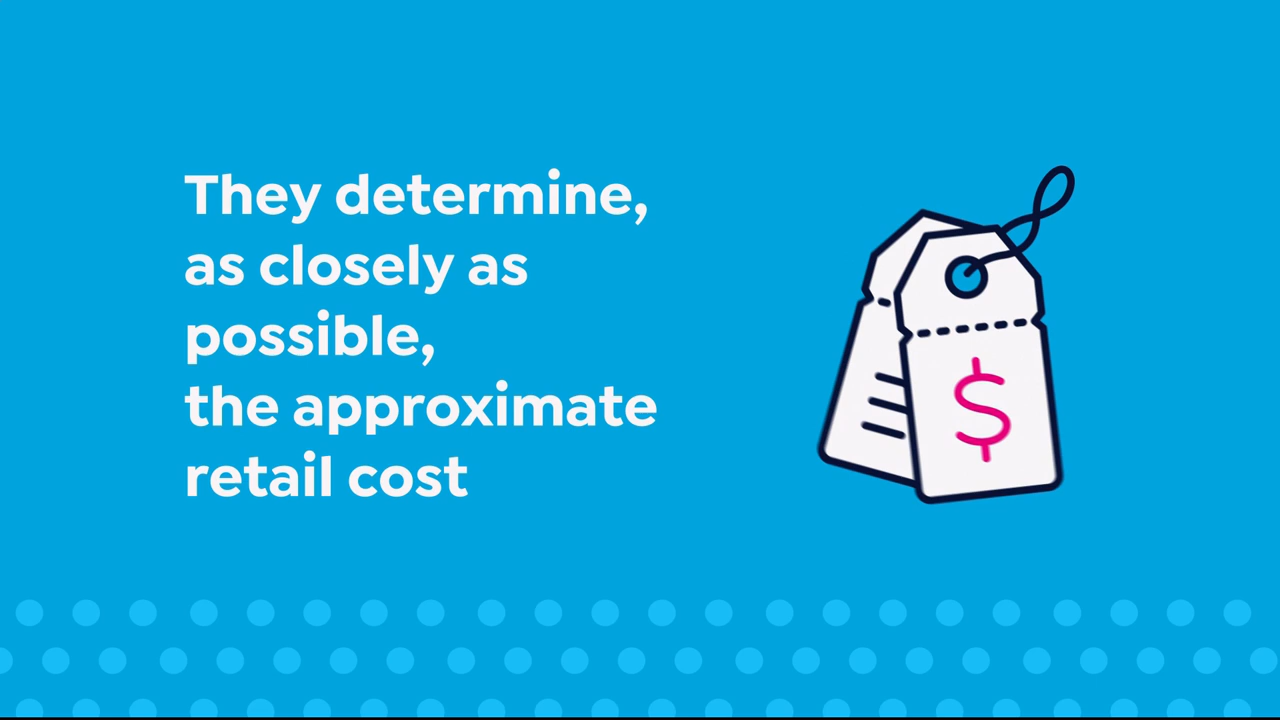 They determine,
as closely as
possible,
the approximate
retail cost
$